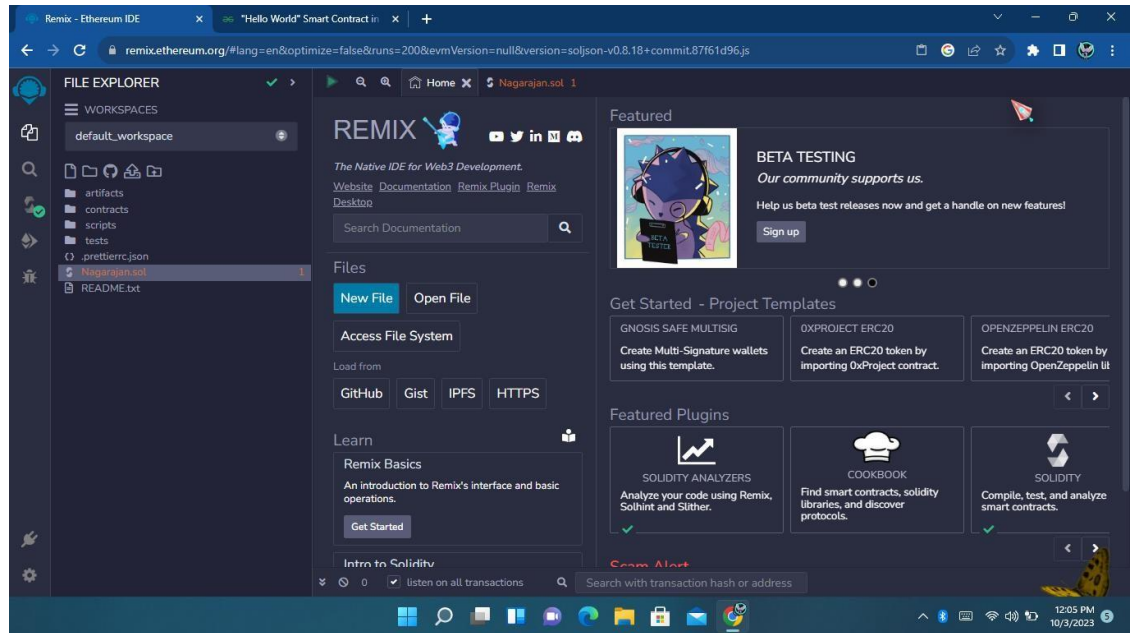 Remix - Ethereum IDE
"Hello World" Smart Contract in
remix.ethereum.org/#lang=en&optimize=false&runs=200&evmVersion=null&version=soljson-v0.8.18+commit.87f61d96.js
FILE EXPLORER
WORKSPACES
default_workspace
artifacts
contracts
scripts
tests
.prettierrc.json
Nagarajan.sol 1
README.txt
Home
Nagarajan.sol 1
REMIX
The Native IDE for Web3 Development.
Website Documentation Remix Plugin Remix
Desktop
Search Documentation
Files
New File Open File
Access File System
Load from
GitHub Gist IPFS HTTPS
Learn
Remix Basics
An introduction to Remix's interface and basic
operations.
Get Started
Intro to Solidity
Featured
BETA TESTER
BETA TESTING
Our community supports us.
Help us beta test releases now and get a handle on new features!
Sign up
Get Started - Project Templates
GNOSIS SAFE MULTISIG
Create Multi-Signature wallets
using this template.
0XPROJECT ERC20
Create an ERC20 token by
importing 0xProject contract.
OPENZEPPELIN ERC20
Create an ERC20 token by
importing OpenZeppelin lib
Featured Plugins
SOLIDITY ANALYZERS
Analyze your code using Remix,
Solhint and Slither.
COOKBOOK
Find smart contracts, solidity
libraries, and discover
protocols.
SOLIDITY
Compile, test, and analyze
smart contracts.
Scam Alert
0 listen on all transactions
Search with transaction hash or address
12:05 PM
10/3/2023
5